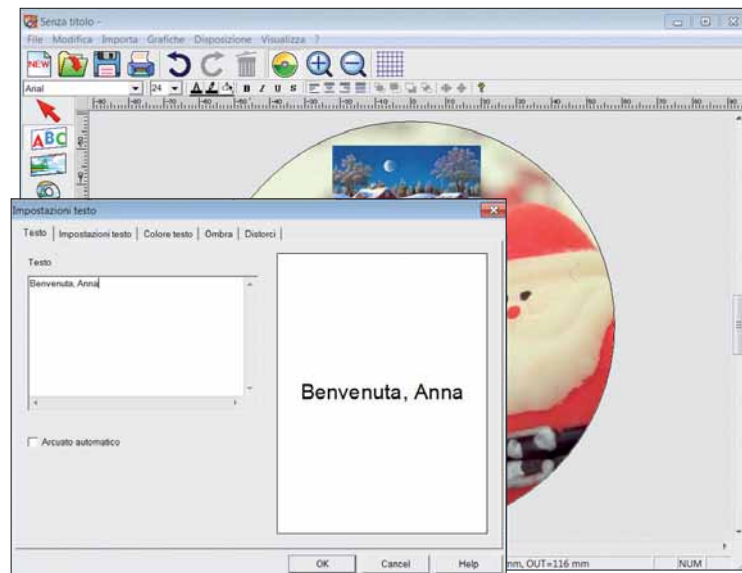 Senza titolo -
File Modifica Importa Grafiche Disposizione Visualizza ?
NEW
Arial 24 A B I U S ?
ABC
Impostazioni testo
Testo Impostazioni testo Colore testo Ombra Distorci
Testo
Benvenuta, Anna
Benvenuta, Anna
Arcuato automatico
OK Cancel Help
mm, OUT=116 mm NUM